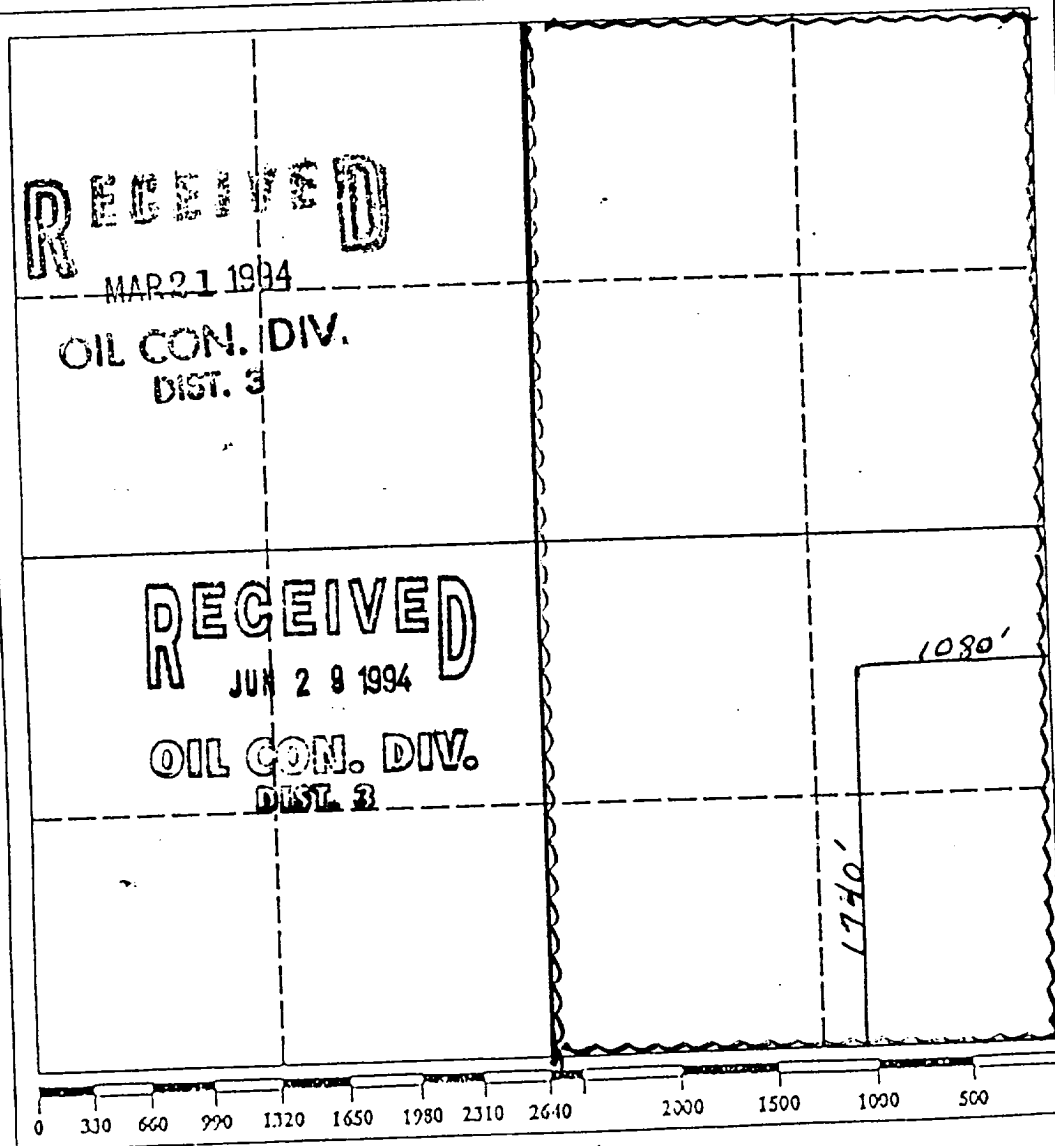 RECEIVED
MAR 21 1994
OIL CON. DIV.
DIST. 3
RECEIVED
JUN 2 9 1994
OIL CON. DIV.
DIST. 3
1080'
1940'
0 330 660 990 1320 1650 1980 2310 2640 2000 1500 1000 500